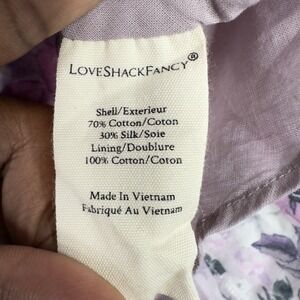 LOVESHACKFANCY®
Shell/Exterieur
70% Cotton/Coton
30% Silk/Soie
Lining/Doublure
100% Cotton/Coton
Made In Vietnam
Fabriqué Au Vietnam